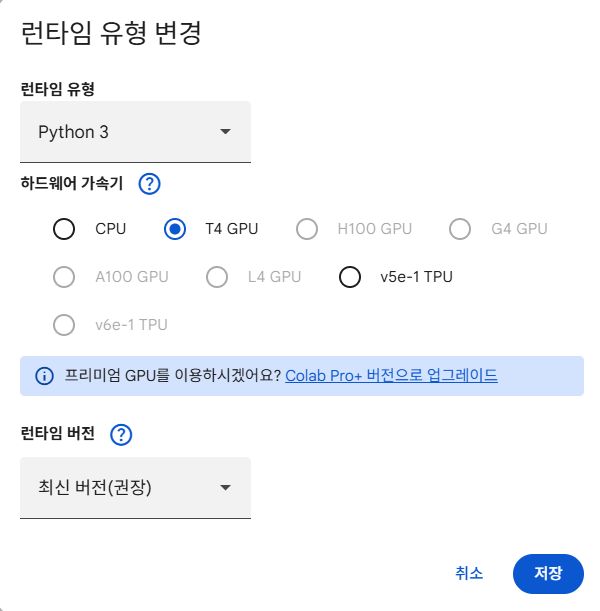 런타임 유형 변경
런타임 유형
Python 3
하드웨어 가속기
CPU T4 GPU H100 GPU G4 GPU
A100 GPU L4 GPU v5e-1 TPU
v6e-1 TPU
프리미엄 GPU를 이용하시겠어요? Colab Pro+ 버전으로 업그레이드
런타임 버전
최신 버전(권장)
취소 저장